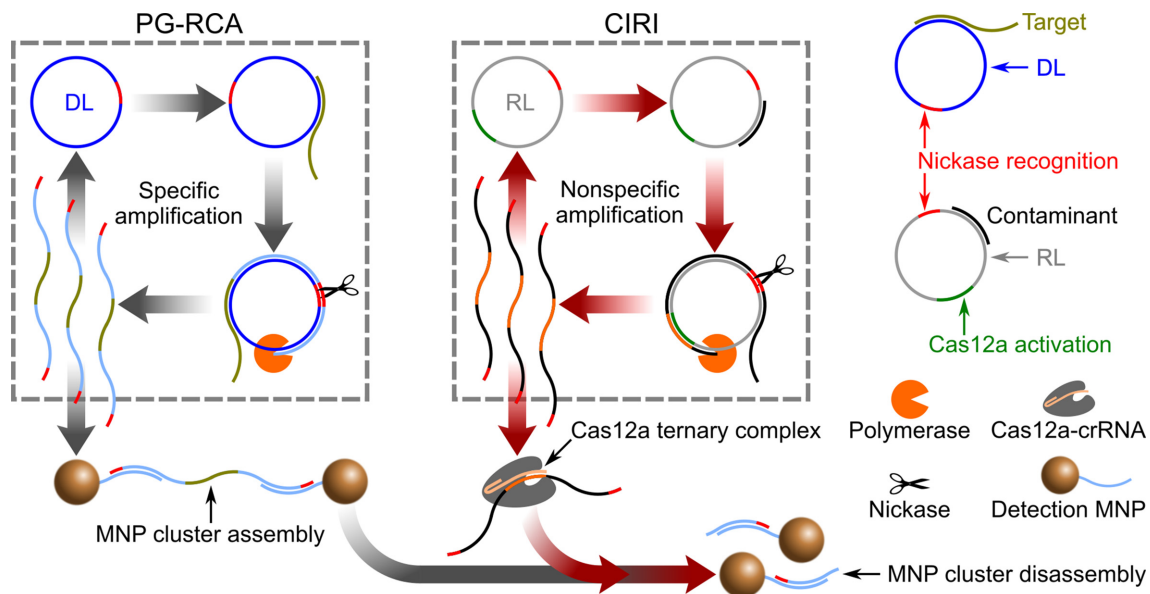 PG-RCA
CIRI
Target
DL
DL
RL
Nickase recognition
Specific
amplification
Nonspecific
amplification
Contaminant
RL
Cas12a activation
Polymerase
Cas12a-crRNA
Cas12a ternary complex
MNP cluster assembly
Nickase
Detection MNP
MNP cluster disassembly